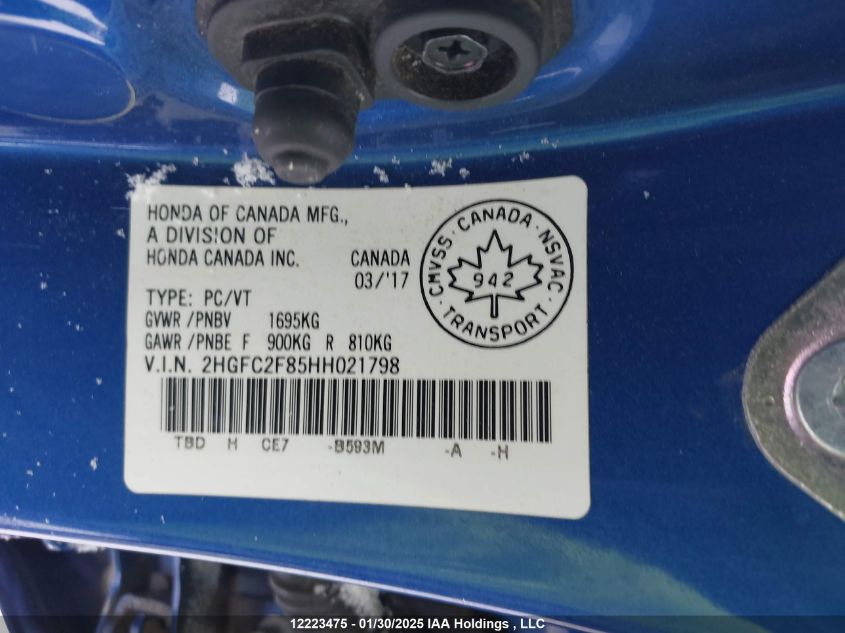 HONDA OF CANADA MFG.,
A DIVISION OF
HONDA CANADA INC. CANADA
03/'17
TYPE: PC/VT
GVWR /PNBV 1695KG
GAWR /PNBE F 900KG R 810KG
V.I.N. 2HGFC2F85HH021798
TBD H CE7 -B593M -A -H
CMVSS · CANADA · NSVAC
942
TRANSPORT
12223475 - 01/30/2025 IAA Holdings , LLC